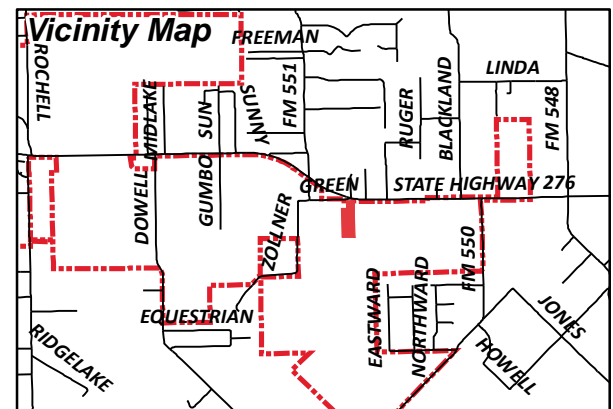 Vicinity Map
FREEMAN
ROCHELL
MIDLAKE
SUN
SUNNY
FM 551
LINDA
RUGER
BLACKLAND
FM 548
GUMBO
DOWELL
GREEN
STATE HIGHWAY 276
ZOLLNER
FM 550
EQUESTRIAN
EASTWARD
NORTHWARD
JONES
HOWELL
RIDGELAKE